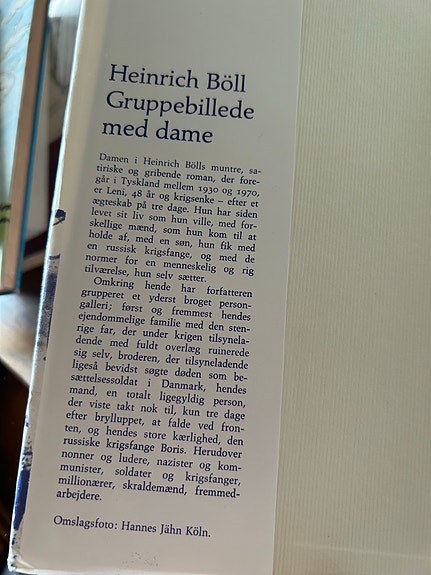 Heinrich Böll
Gruppebillede
med dame
Damen i Heinrich Bölls muntre, sa-
tiriske og gribende roman, der fore-
går i Tyskland mellem 1930 og 1970,
er Leni, 48 år og krigsenke – efter et
ægteskab på tre dage. Hun har siden
levet sit liv som hun ville, med for-
skellige mænd, som hun kom til at
holde af, med en søn, hun fik med
en russisk krigsfange, og med de
normer for en menneskelig og rig
tilværelse, hun selv sætter.
Omkring hende har forfatteren
grupperet et yderst broget person-
galleri; først og fremmest hendes
ejendommelige familie med den sten-
rige far, der under krigen tilsynela-
dende med fuldt overlæg ruinerede
sig selv, broderen, der tilsyneladende
ligeså bevidst søgte døden som be-
sættelsessoldat i Danmark, hendes
mand, en totalt ligegyldig person,
der viste takt nok til, kun tre dage
efter brylluppet, at falde ved fron-
ten, og hendes store kærlighed, den
russiske krigsfange Boris. Herudover
nonner og ludere, nazister og kom-
munister, soldater og krigsfanger,
millionærer, skraldemænd, fremmed-
arbejdere.
Omslagsfoto: Hannes Jähn Köln.